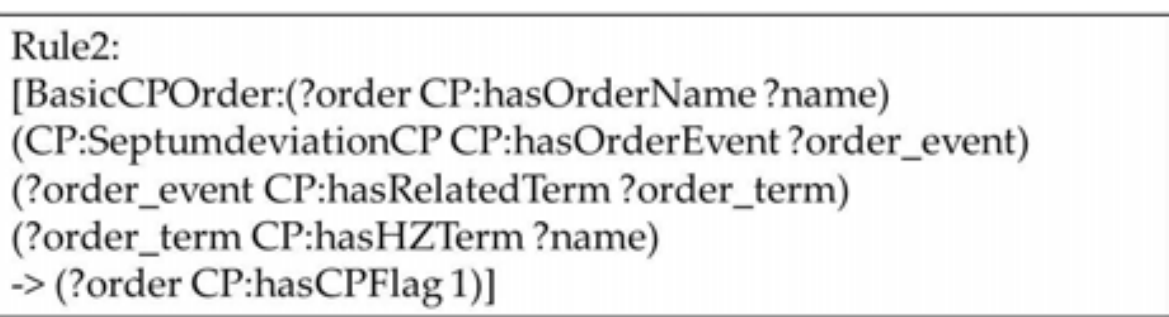 Rule2:
[BasicCPOrder:(?order CP:hasOrderName ?name)
(CP:SeptumdeviationCP CP:hasOrderEvent ?order_event)
(?order_event CP:hasRelatedTerm ?order_term)
(?order_term CP:hasHZTerm ?name)
-> (?order CP:hasCPFlag 1)]